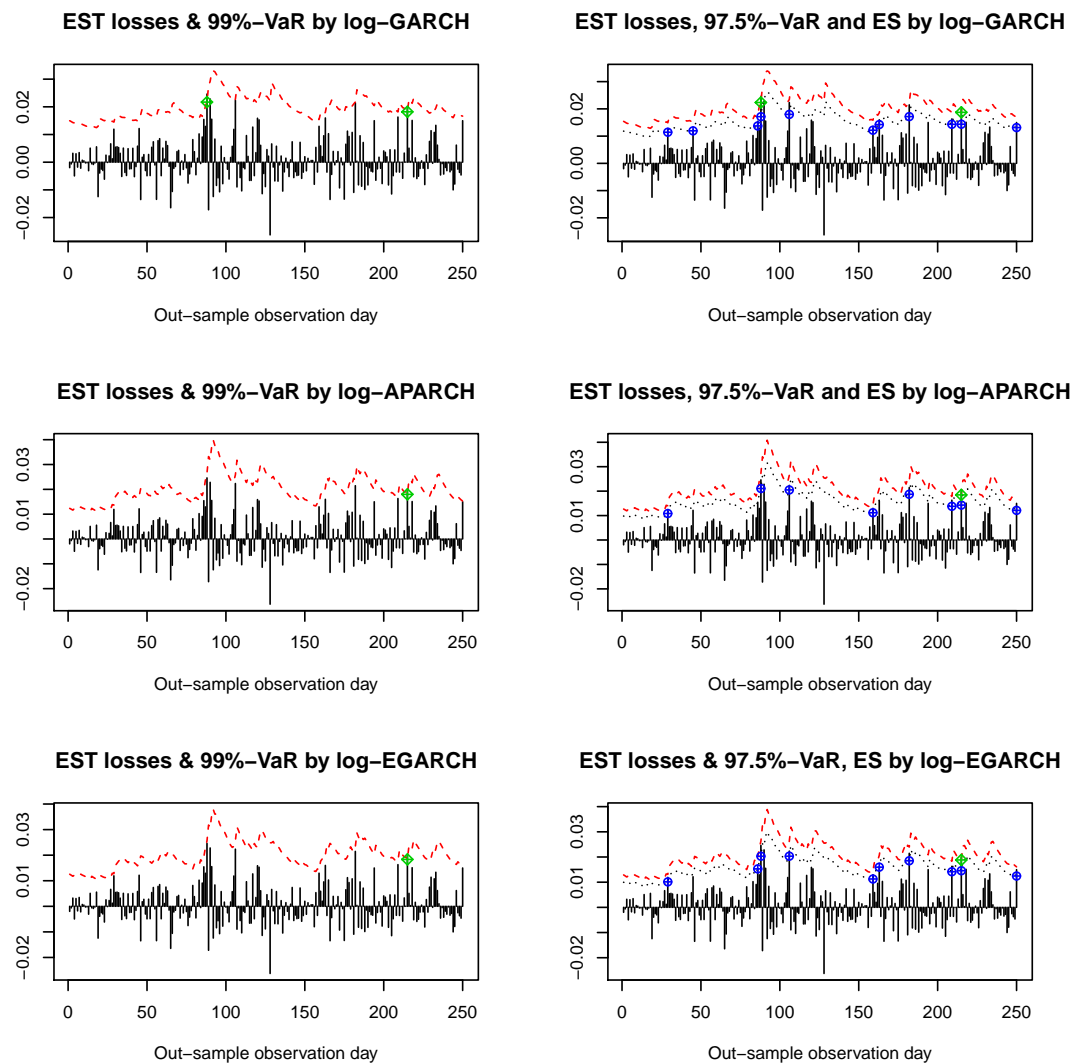 EST losses & 99%−VaR by log−GARCH
0.02
0.00
−0.02
0 50 100 150 200 250
Out−sample observation day
EST losses, 97.5%−VaR and ES by log−GARCH
0.02
0.00
−0.02
0 50 100 150 200 250
Out−sample observation day
EST losses & 99%−VaR by log−APARCH
0.03
0.01
−0.02
0 50 100 150 200 250
Out−sample observation day
EST losses, 97.5%−VaR and ES by log−APARCH
0.03
0.01
−0.02
0 50 100 150 200 250
Out−sample observation day
EST losses & 99%−VaR by log−EGARCH
0.03
0.01
−0.02
0 50 100 150 200 250
Out−sample observation day
EST losses & 97.5%−VaR, ES by log−EGARCH
0.03
0.01
−0.02
0 50 100 150 200 250
Out−sample observation day